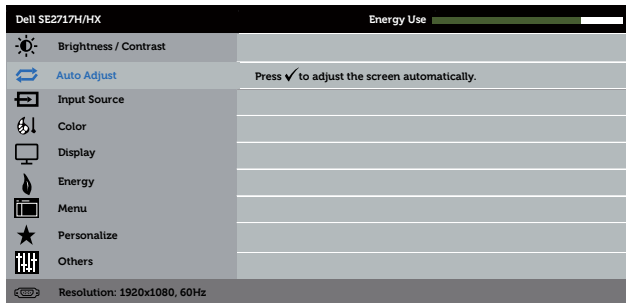 Dell SE2717H/HX Energy Use
Brightness / Contrast
Auto Adjust Press ✓ to adjust the screen automatically.
Input Source
Color
Display
Energy
Menu
Personalize
Others
Resolution: 1920x1080, 60Hz